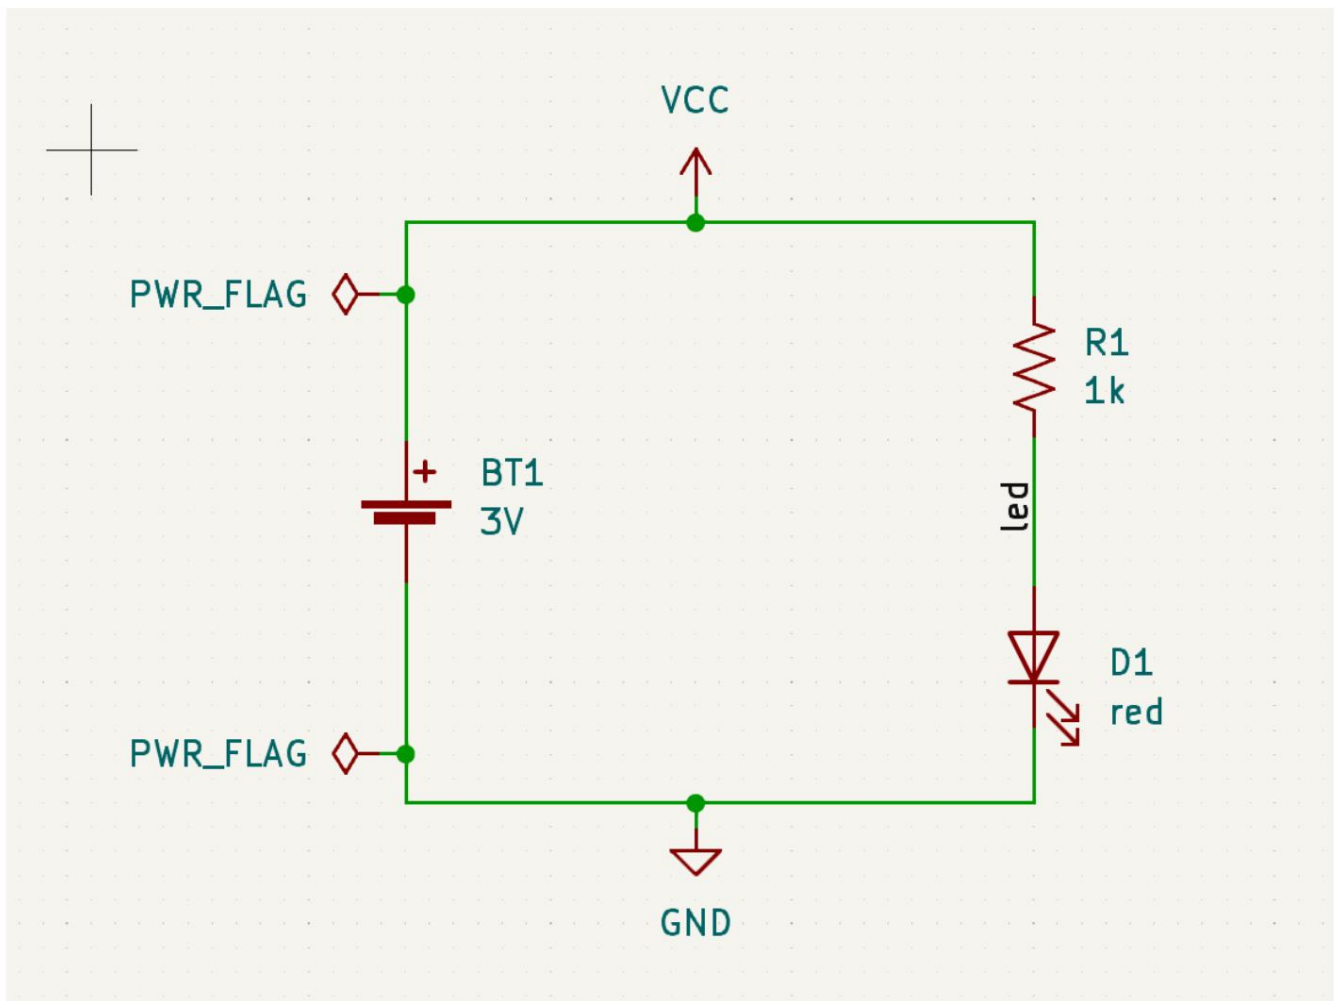 VCC
PWR_FLAG
R1
1k
BT1
3V
led
D1
red
PWR_FLAG
GND